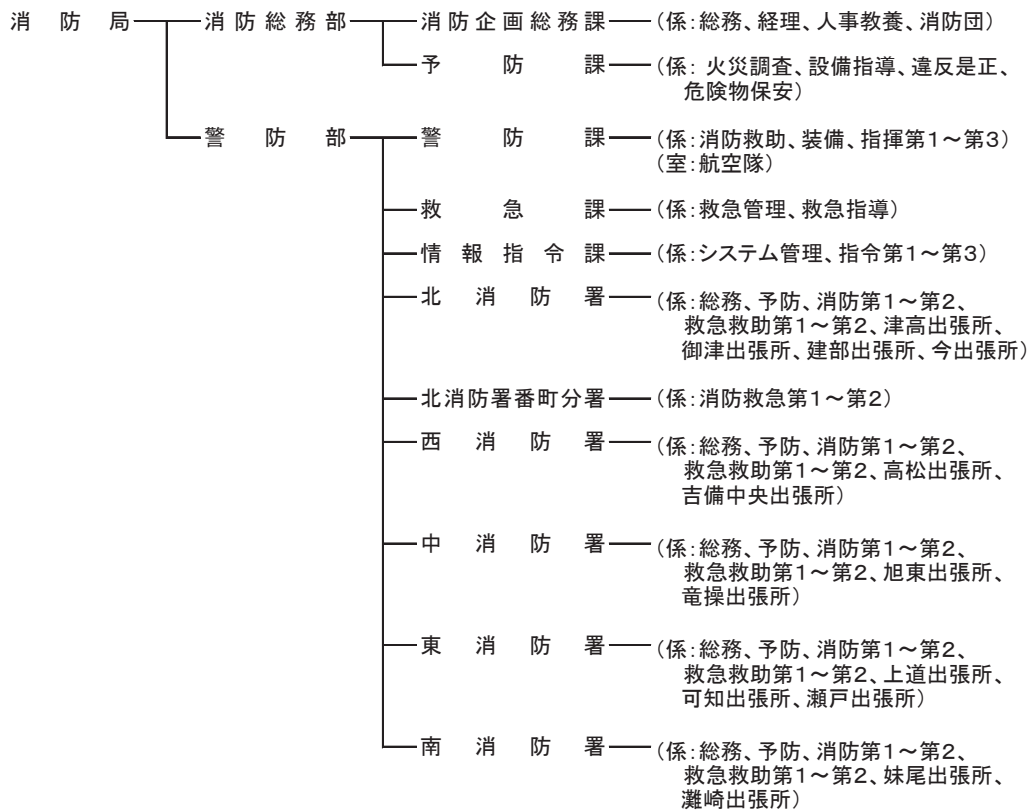 消防局 消防総務部 消防企画総務課 (係:総務、経理、人事教養、消防団)
予防課 (係: 火災調査、設備指導、違反是正、
危険物保安)
警防部 警防課 (係:消防救助、装備、指揮第1～第3)
(室:航空隊)
救急課 (係:救急管理、救急指導)
情報指令課 (係:システム管理、指令第1～第3)
北消防署 (係:総務、予防、消防第1～第2、
救急救助第1～第2、津高出張所、
御津出張所、建部出張所、今出張所)
北消防署番町分署 (係:消防救急第1～第2)
西消防署 (係:総務、予防、消防第1～第2、
救急救助第1～第2、高松出張所、
吉備中央出張所)
中消防署 (係:総務、予防、消防第1～第2、
救急救助第1～第2、旭東出張所、
竜操出張所)
東消防署 (係:総務、予防、消防第1～第2、
救急救助第1～第2、上道出張所、
可知出張所、瀬戸出張所)
南消防署 (係:総務、予防、消防第1～第2、
救急救助第1～第2、妹尾出張所、
灘崎出張所)